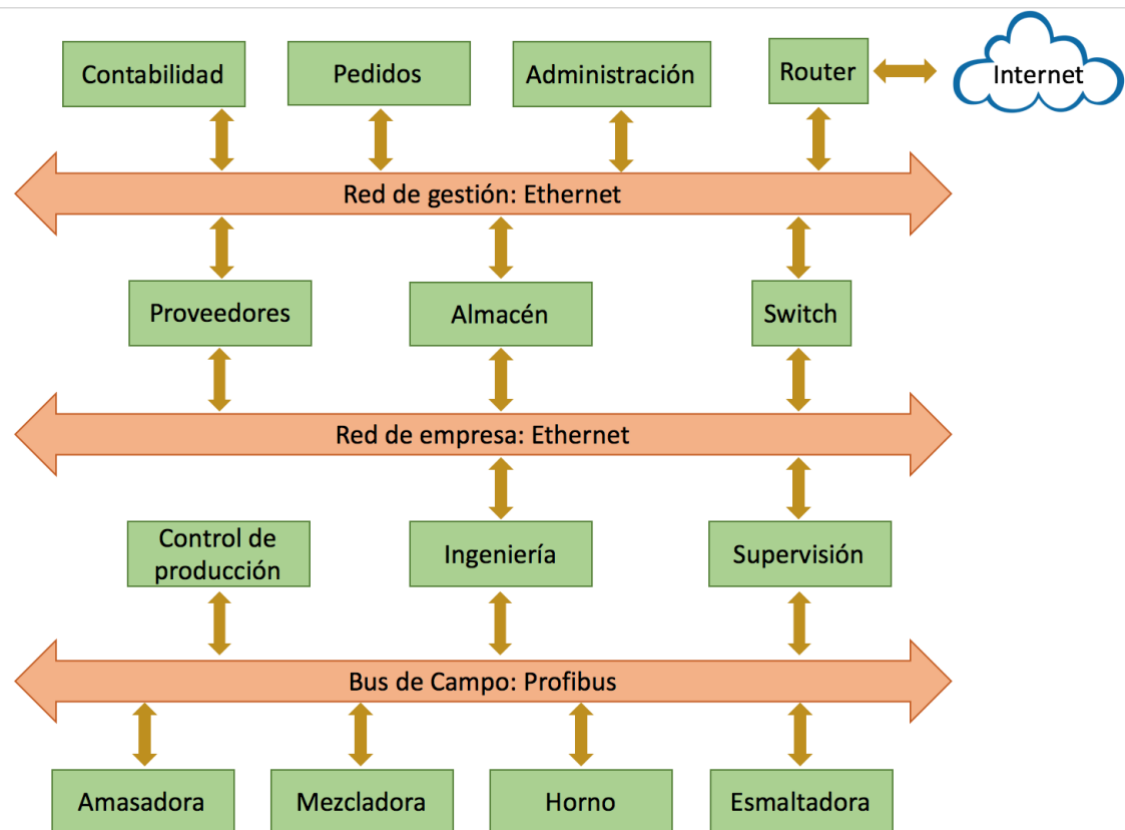 Contabilidad
Pedidos
Administración
Router
Internet
Red de gestión: Ethernet
Proveedores
Almacén
Switch
Red de empresa: Ethernet
Control de
producción
Ingeniería
Supervisión
Bus de Campo: Profibus
Amasadora
Mezcladora
Horno
Esmaltadora